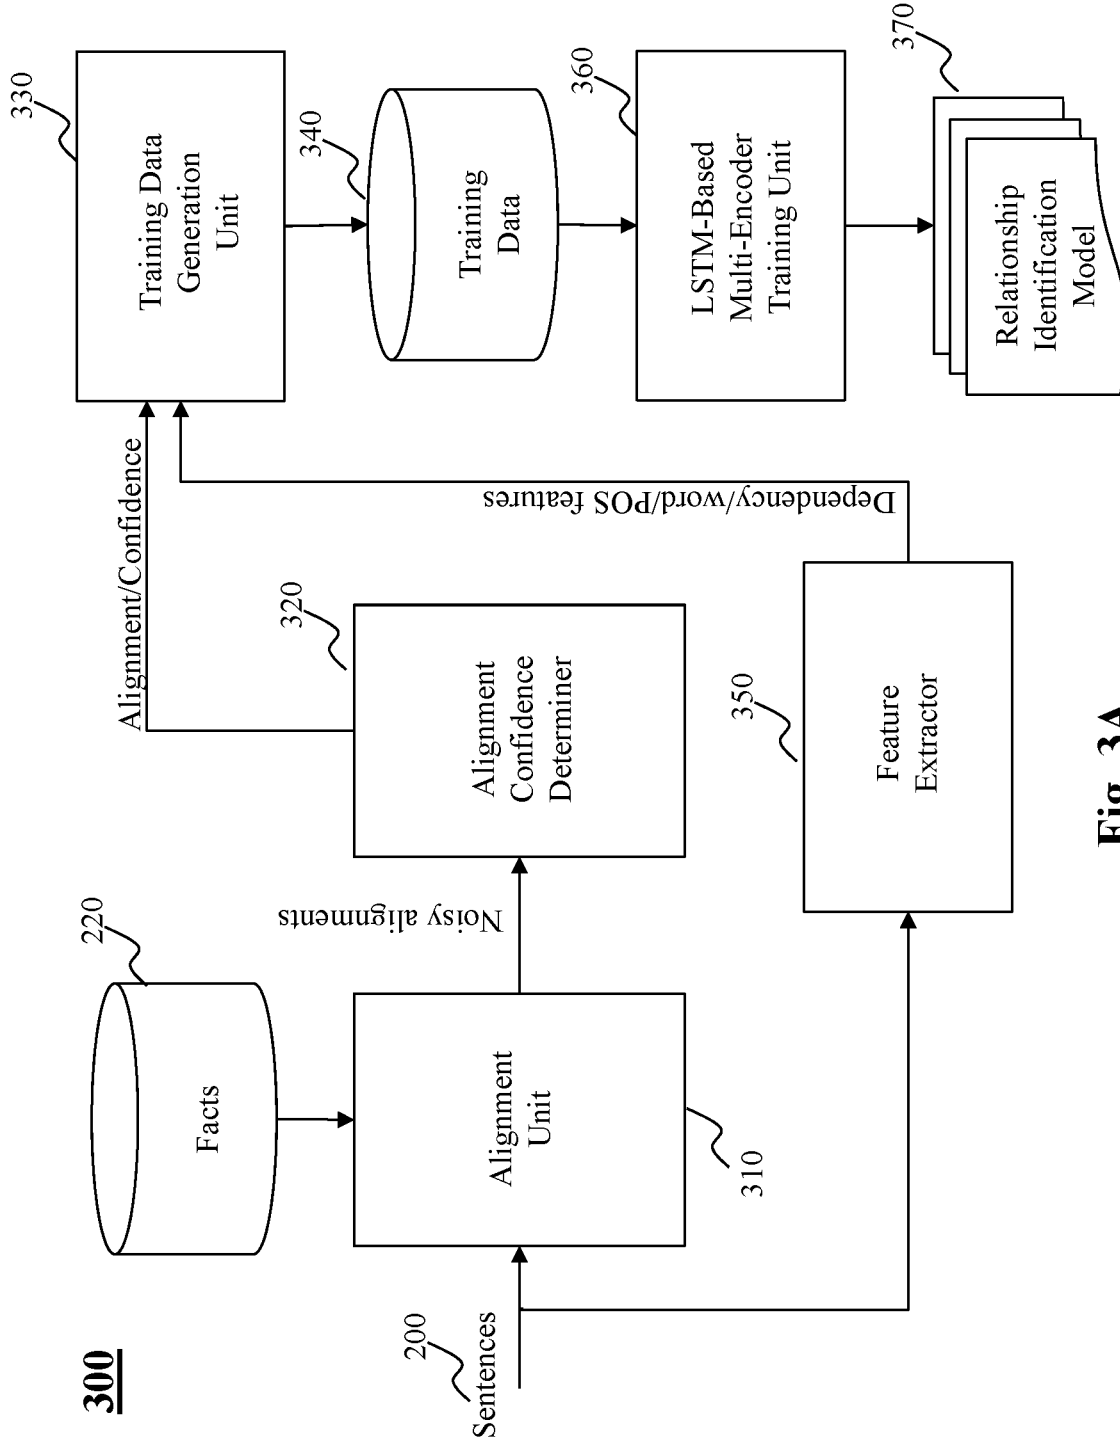 300
Sentences
200
Facts
220
Alignment
Unit
310
Noisy alignments
Alignment
Confidence
Determiner
320
Alignment/Confidence
Feature
Extractor
350
Dependency/word/POS features
Training Data
Generation
Unit
330
Training
Data
340
LSTM-Based
Multi-Encoder
Training Unit
360
Relationship
Identification
Model
370
Fig. 3A